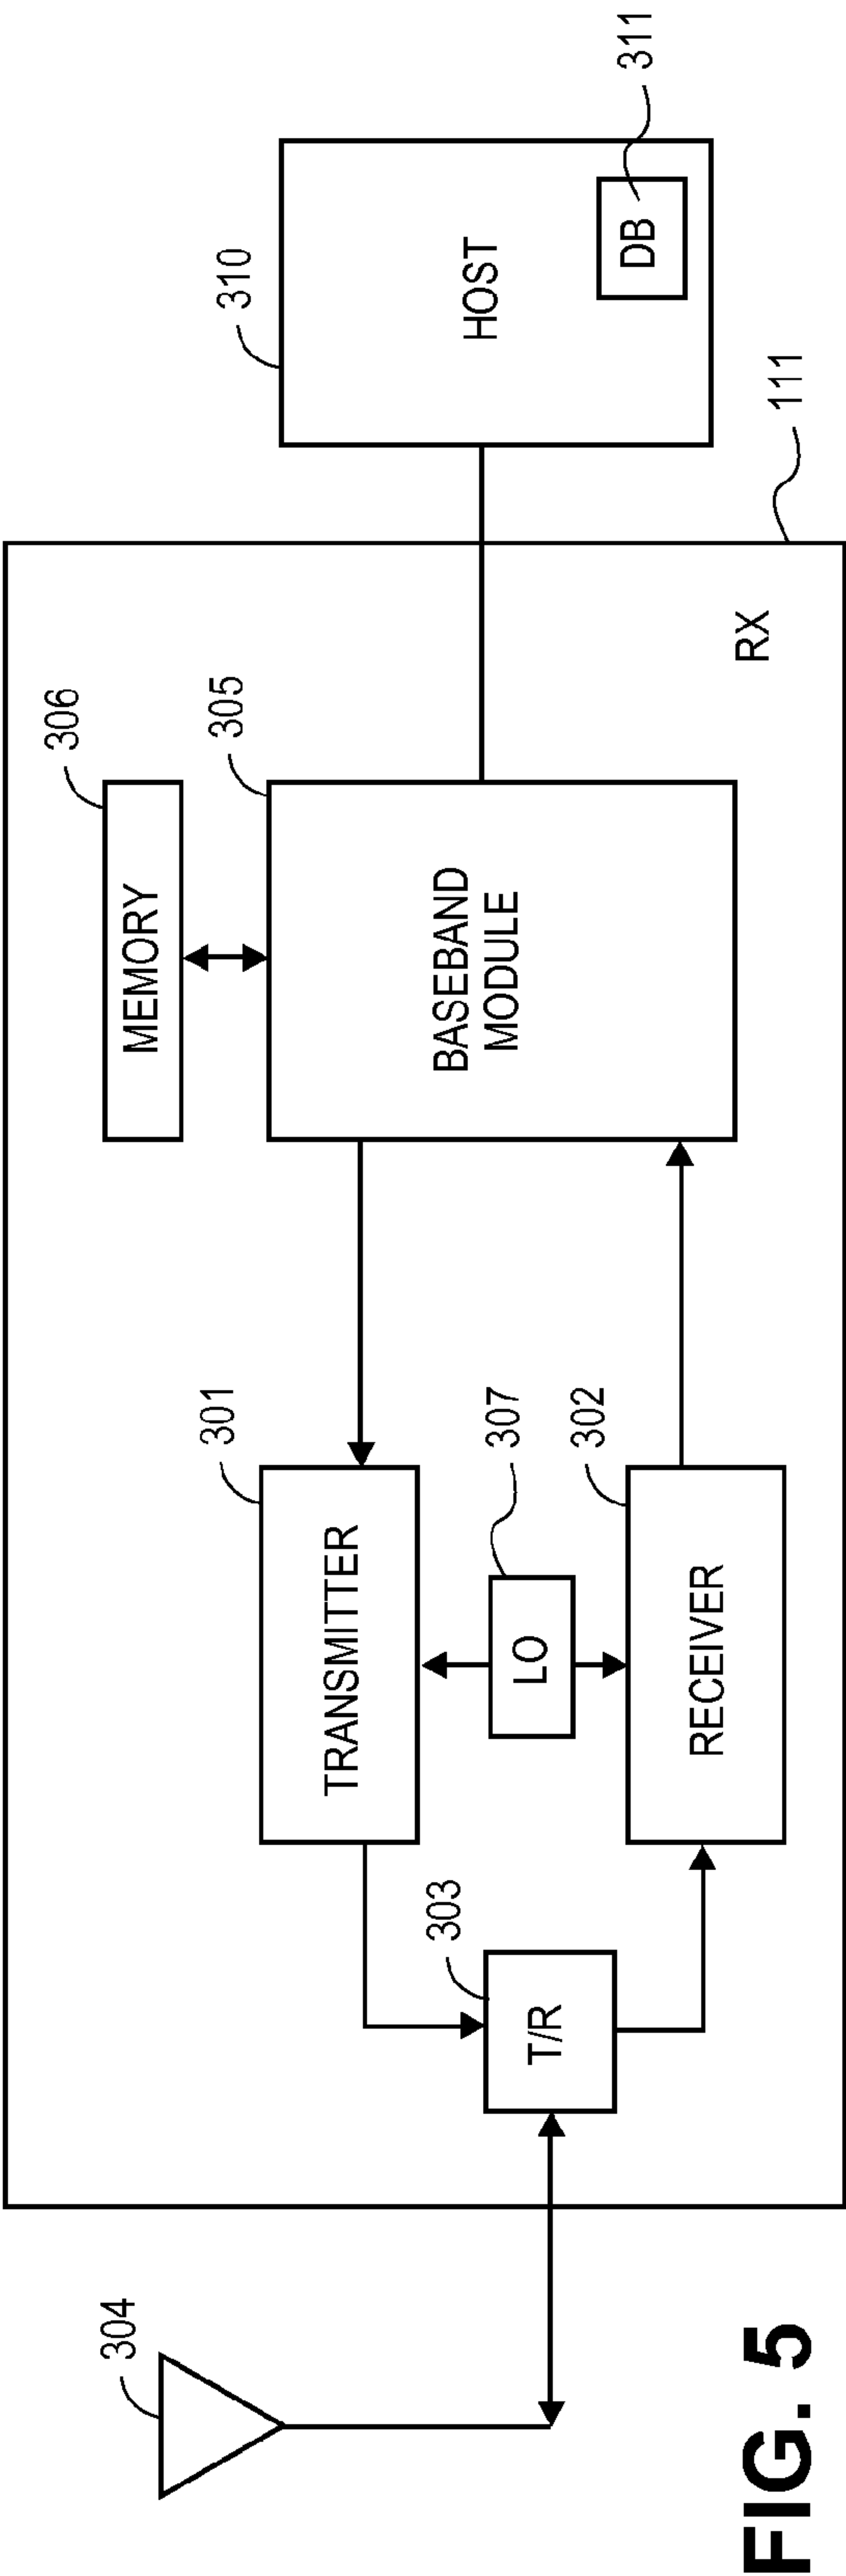 304
303
T/R
301
TRANSMITTER
307
LO
302
RECEIVER
306
MEMORY
305
BASEBAND
MODULE
RX
111
310
HOST
DB
311
FIG. 5